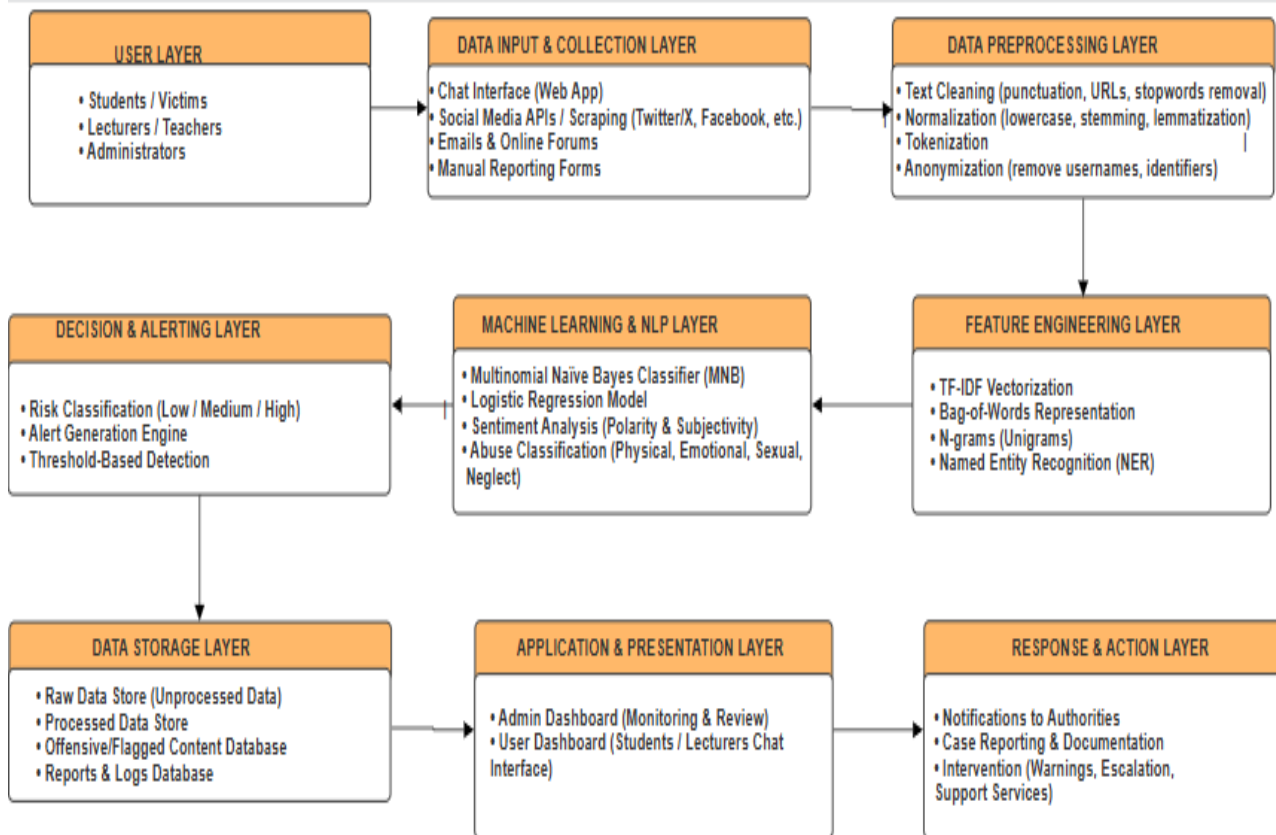 USER LAYER
• Students / Victims
• Lecturers / Teachers
• Administrators
DATA INPUT & COLLECTION LAYER
• Chat Interface (Web App)
• Social Media APIs / Scraping (Twitter/X, Facebook, etc.)
• Emails & Online Forums
• Manual Reporting Forms
DATA PREPROCESSING LAYER
• Text Cleaning (punctuation, URLs, stopwords removal)
• Normalization (lowercase, stemming, lemmatization)
• Tokenization
• Anonymization (remove usernames, identifiers)
DECISION & ALERTING LAYER
• Risk Classification (Low / Medium / High)
• Alert Generation Engine
• Threshold-Based Detection
MACHINE LEARNING & NLP LAYER
• Multinomial Naïve Bayes Classifier (MNB)
• Logistic Regression Model
• Sentiment Analysis (Polarity & Subjectivity)
• Abuse Classification (Physical, Emotional, Sexual,
Neglect)
FEATURE ENGINEERING LAYER
• TF-IDF Vectorization
• Bag-of-Words Representation
• N-grams (Unigrams)
• Named Entity Recognition (NER)
DATA STORAGE LAYER
• Raw Data Store (Unprocessed Data)
• Processed Data Store
• Offensive/Flagged Content Database
• Reports & Logs Database
APPLICATION & PRESENTATION LAYER
• Admin Dashboard (Monitoring & Review)
• User Dashboard (Students / Lecturers Chat
Interface)
RESPONSE & ACTION LAYER
• Notifications to Authorities
• Case Reporting & Documentation
• Intervention (Warnings, Escalation,
Support Services)